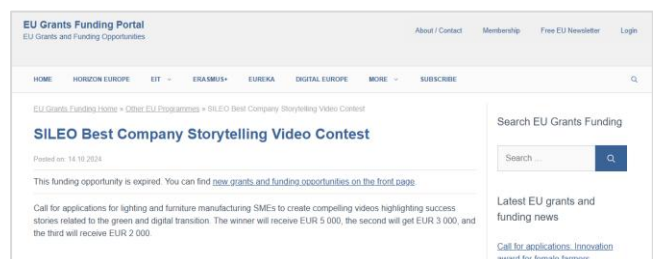 EU Grants Funding Portal
EU Grants and Funding Opportunities
About / Contact Membership Free EU Newsletter Login
HOME HORIZON EUROPE EIT ERASMUS+ EUREKA DIGITAL EUROPE MORE SUBSCRIBE
EU Grants Funding Home » Other EU Programmes » SILEO Best Company Storytelling Video Contest
SILEO Best Company Storytelling Video Contest
Posted on: 14.10.2024
This funding opportunity is expired. You can find new grants and funding opportunities on the front page.
Call for applications for lighting and furniture manufacturing SMEs to create compelling videos highlighting success
stories related to the green and digital transition. The winner will receive EUR 5 000, the second will get EUR 3 000, and
the third will receive EUR 2 000.
Search EU Grants Funding
Search ...
Latest EU grants and
funding news
Call for applications: Innovation
award for female farmers